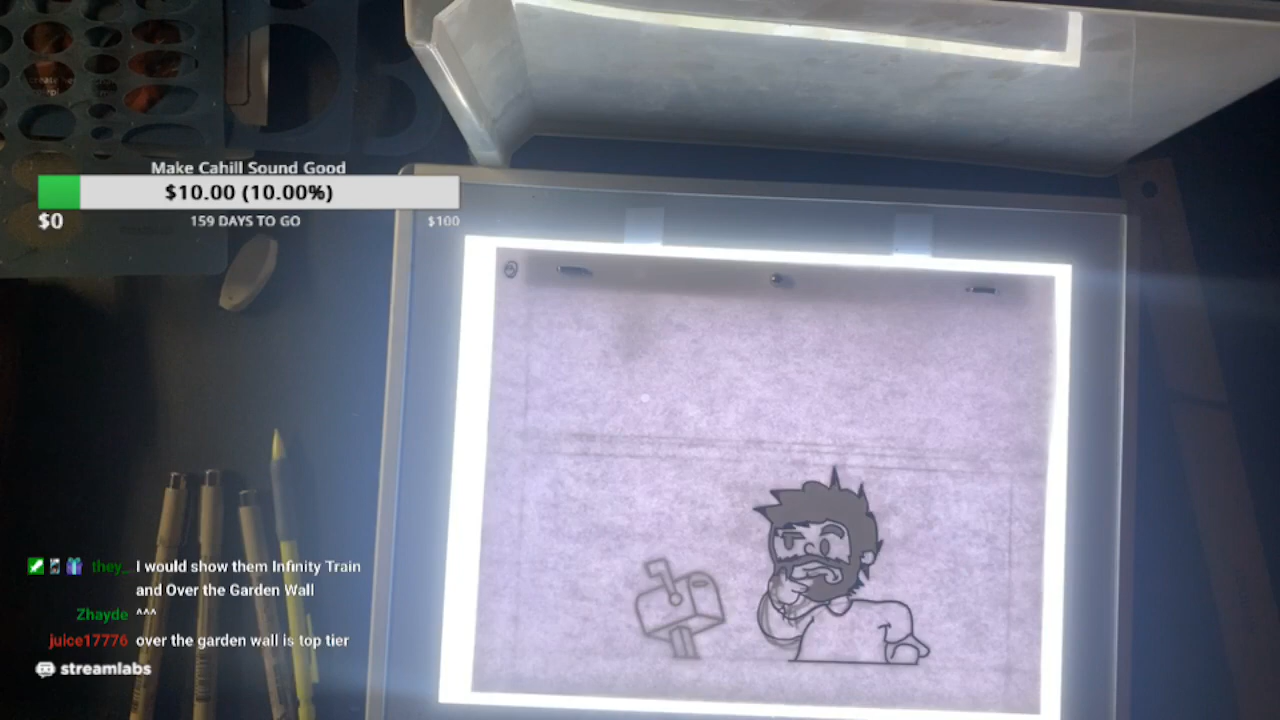 Make Cahill Sound Good
$10.00 (10.00%)
$0 159 DAYS TO GO $100
they_ I would show them Infinity Train
and Over the Garden Wall
Zhayde ^^^
juice17776 over the garden wall is top tier
streamlabs